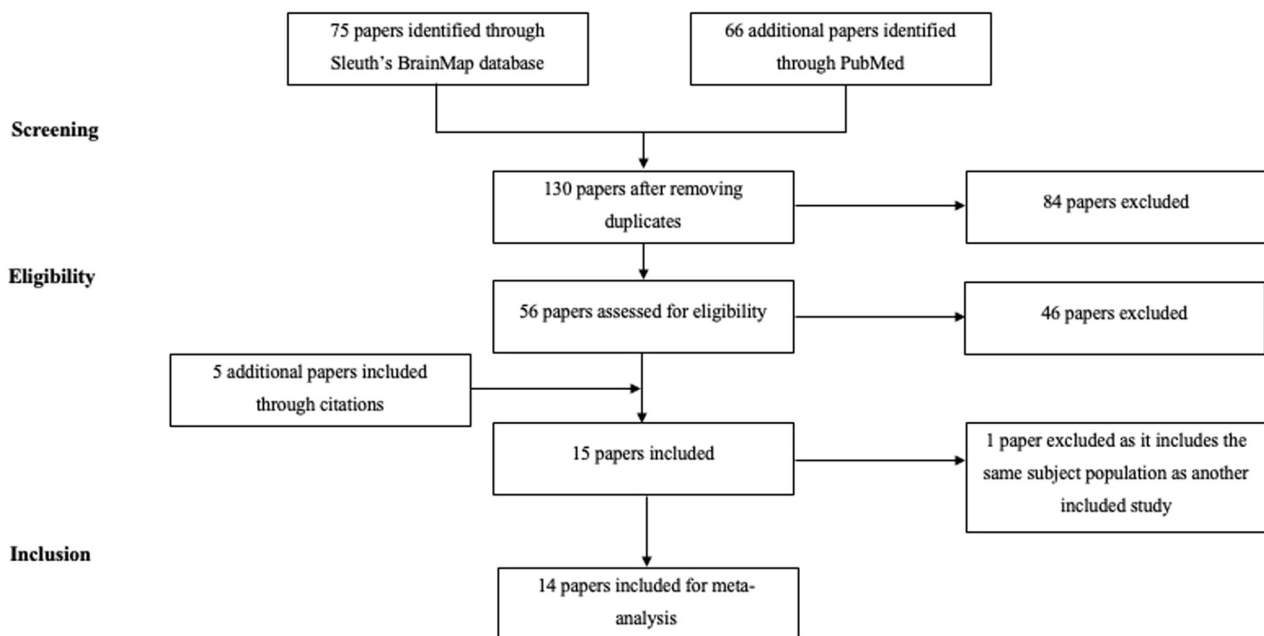 75 papers identified through
Sleuth’s BrainMap database
66 additional papers identified
through PubMed
Screening
130 papers after removing
duplicates
84 papers excluded
Eligibility
56 papers assessed for eligibility
46 papers excluded
5 additional papers included
through citations
15 papers included
1 paper excluded as it includes the
same subject population as another
included study
Inclusion
14 papers included for meta-
analysis